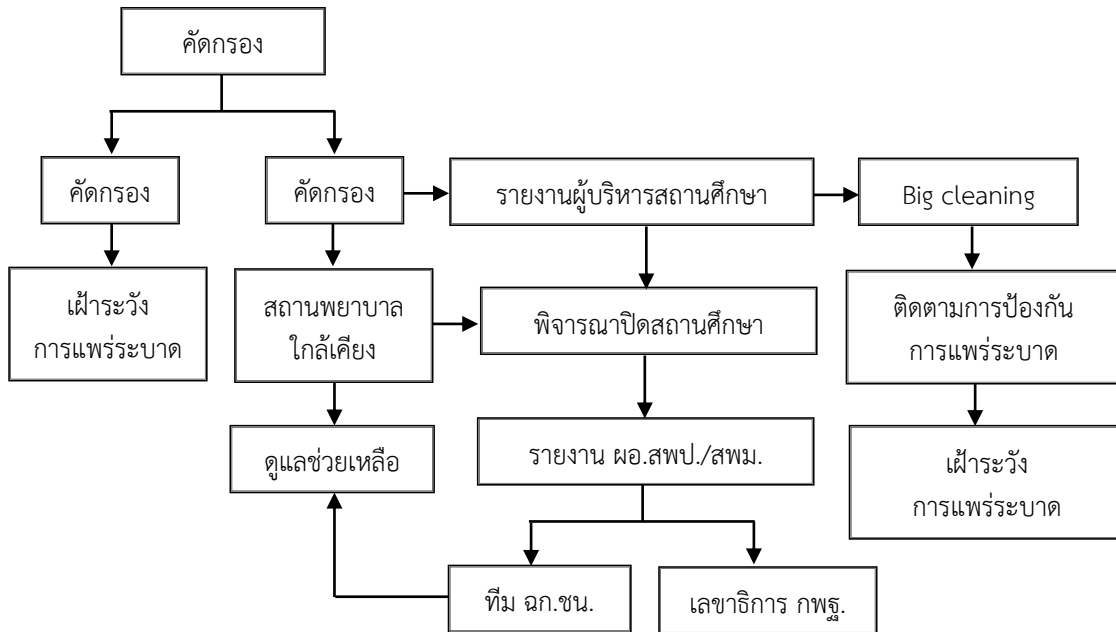 คัดกรอง
คัดกรอง
คัดกรอง
รายงานผู้บริหารสถานศึกษา
Big cleaning
เฝ้าระวัง
การแพร่ระบาด
สถานพยาบาล
ใกล้เคียง
พิจารณาปิดสถานศึกษา
ติดตามการป้องกัน
การแพร่ระบาด
ดูแลช่วยเหลือ
รายงาน ผอ.สพป./สพม.
เฝ้าระวัง
การแพร่ระบาด
ทีม ฉก.ชน.
เลขาธิการ กพฐ.